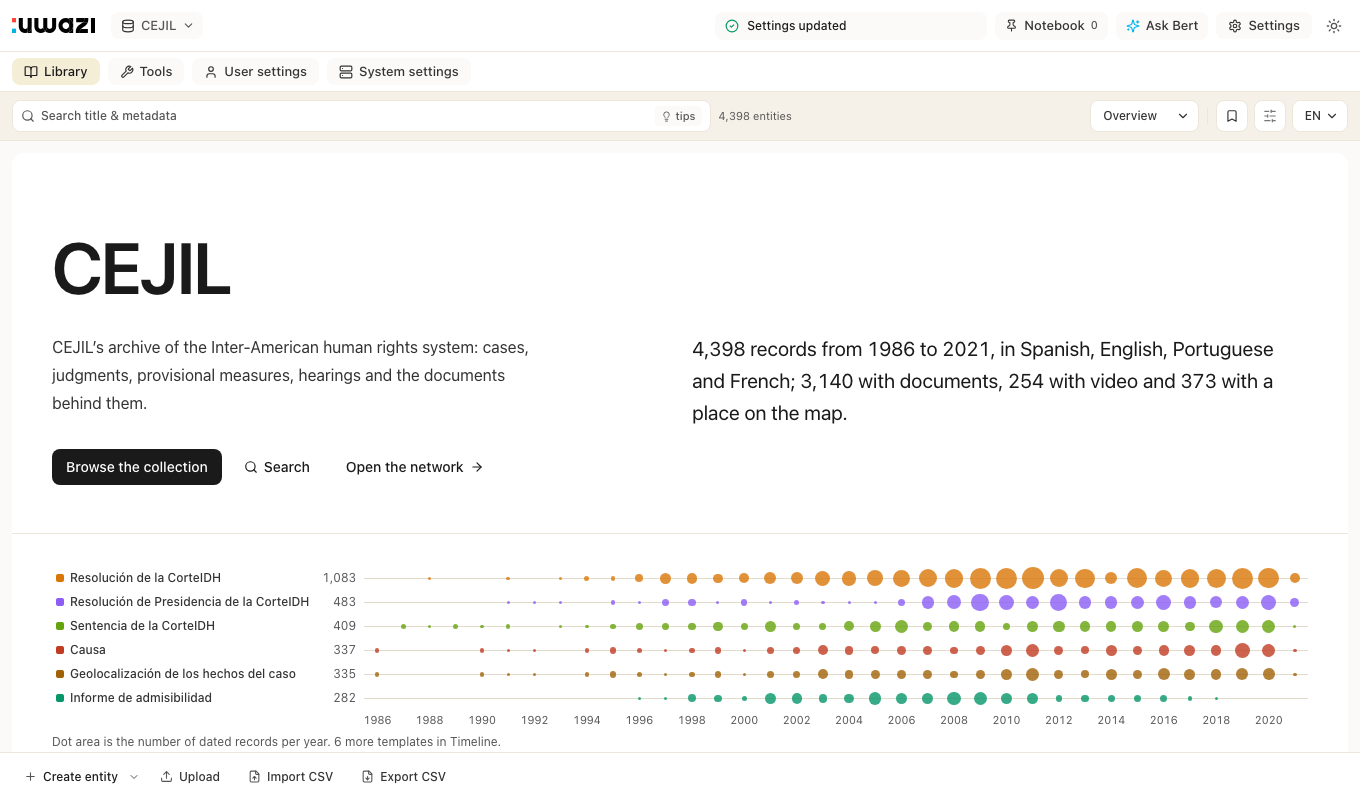 :uwazi
CEJIL
Settings updated
Notebook 0
Ask Bert
Settings
Library
Tools
User settings
System settings
Search title & metadata
tips
4,398 entities
Overview
EN
CEJIL
CEJIL’s archive of the Inter-American human rights system: cases,
judgments, provisional measures, hearings and the documents
behind them.
4,398 records from 1986 to 2021, in Spanish, English, Portuguese
and French; 3,140 with documents, 254 with video and 373 with a
place on the map.
Browse the collection
Search
Open the network →
Resolución de la CorteIDH 1,083
Resolución de Presidencia de la CorteIDH 483
Sentencia de la CorteIDH 409
Causa 337
Geolocalización de los hechos del caso 335
Informe de admisibilidad 282
1986 1988 1990 1992 1994 1996 1998 2000 2002 2004 2006 2008 2010 2012 2014 2016 2018 2020
Dot area is the number of dated records per year. 6 more templates in Timeline.
Create entity
Upload
Import CSV
Export CSV